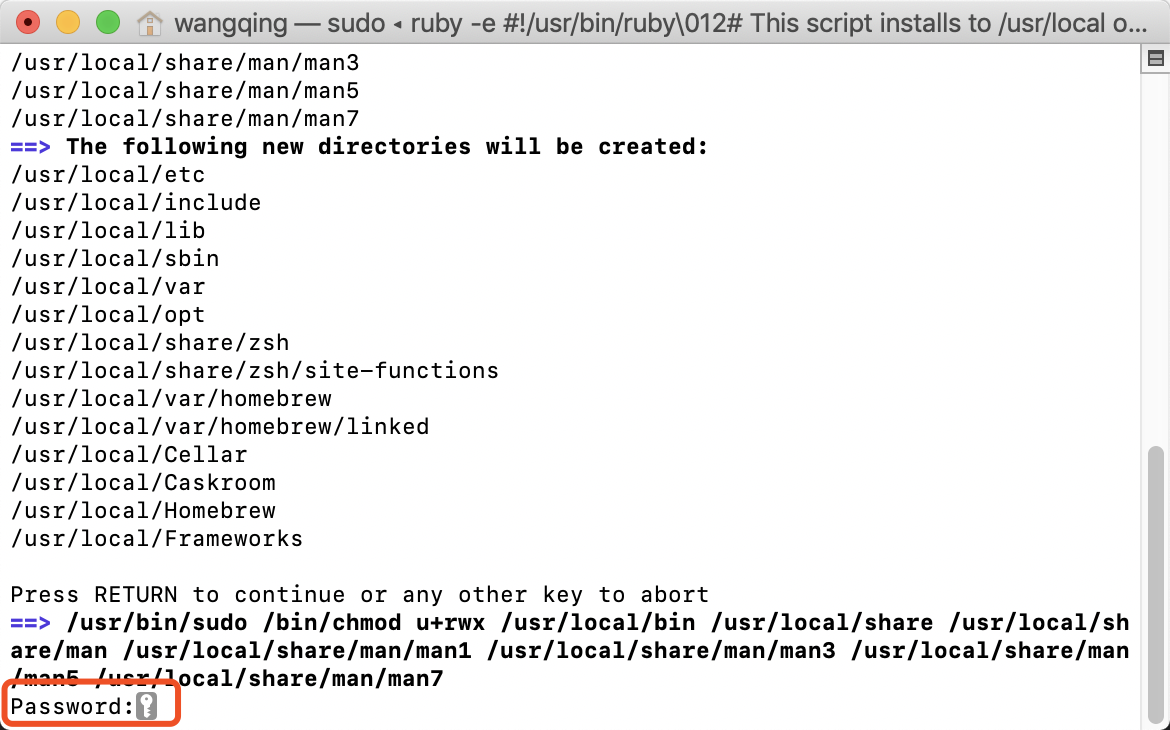 wangqing — sudo ◂ ruby -e #!/usr/bin/ruby\012# This script installs to /usr/local o...
/usr/local/share/man/man3
/usr/local/share/man/man5
/usr/local/share/man/man7
==> The following new directories will be created:
/usr/local/etc
/usr/local/include
/usr/local/lib
/usr/local/sbin
/usr/local/var
/usr/local/opt
/usr/local/share/zsh
/usr/local/share/zsh/site-functions
/usr/local/var/homebrew
/usr/local/var/homebrew/linked
/usr/local/Cellar
/usr/local/Caskroom
/usr/local/Homebrew
/usr/local/Frameworks
Press RETURN to continue or any other key to abort
==> /usr/bin/sudo /bin/chmod u+rwx /usr/local/bin /usr/local/share /usr/local/sh
are/man /usr/local/share/man/man1 /usr/local/share/man/man3 /usr/local/share/man
/man5 /usr/local/share/man/man7
Password: